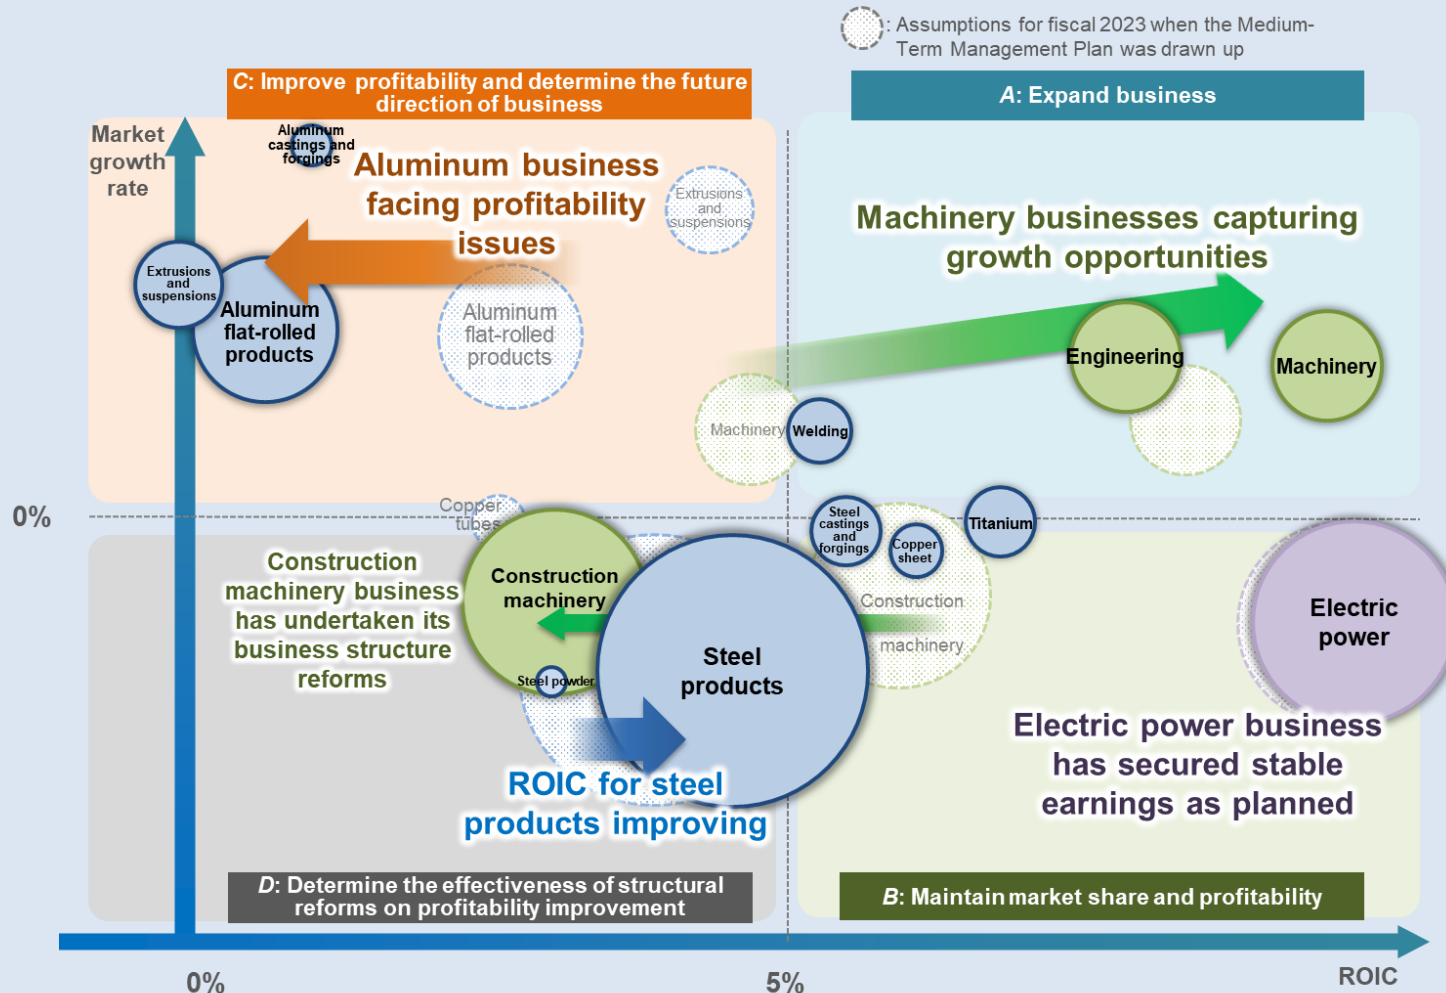 : Assumptions for fiscal 2023 when the Medium-
Term Management Plan was drawn up
C: Improve profitability and determine the future
direction of business
A: Expand business
Market
growth
rate
Aluminum
castings and
forgings
Aluminum business
facing profitability
issues
Extrusions
and
suspensions
Machinery businesses capturing
growth opportunities
Extrusions
and
suspensions
Aluminum
flat-rolled
products
Aluminum
flat-rolled
products
Engineering
Machinery
Machinery
Welding
0%
Copper
tubes
Steel
castings
and
forgings
Copper
sheet
Titanium
Construction
machinery business
has undertaken its
business structure
reforms
Construction
machinery
Construction
machinery
Steel powder
Steel
products
Electric
power
ROIC for steel
products improving
Electric power business
has secured stable
earnings as planned
D: Determine the effectiveness of structural
reforms on profitability improvement
B: Maintain market share and profitability
0%
5%
ROIC